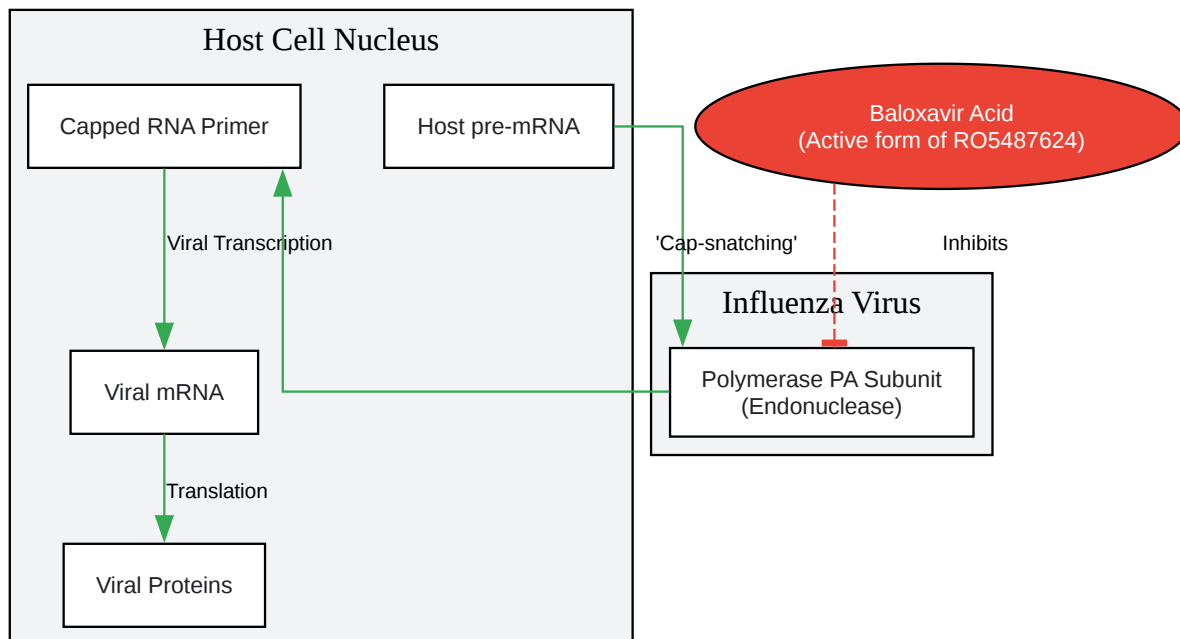 Host Cell Nucleus
Capped RNA Primer
Host pre-mRNA
Baloxavir Acid
(Active form of RO5487624)
Viral Transcription
'Cap-snatching'
Inhibits
Influenza Virus
Polymerase PA Subunit
(Endonuclease)
Viral mRNA
Translation
Viral Proteins